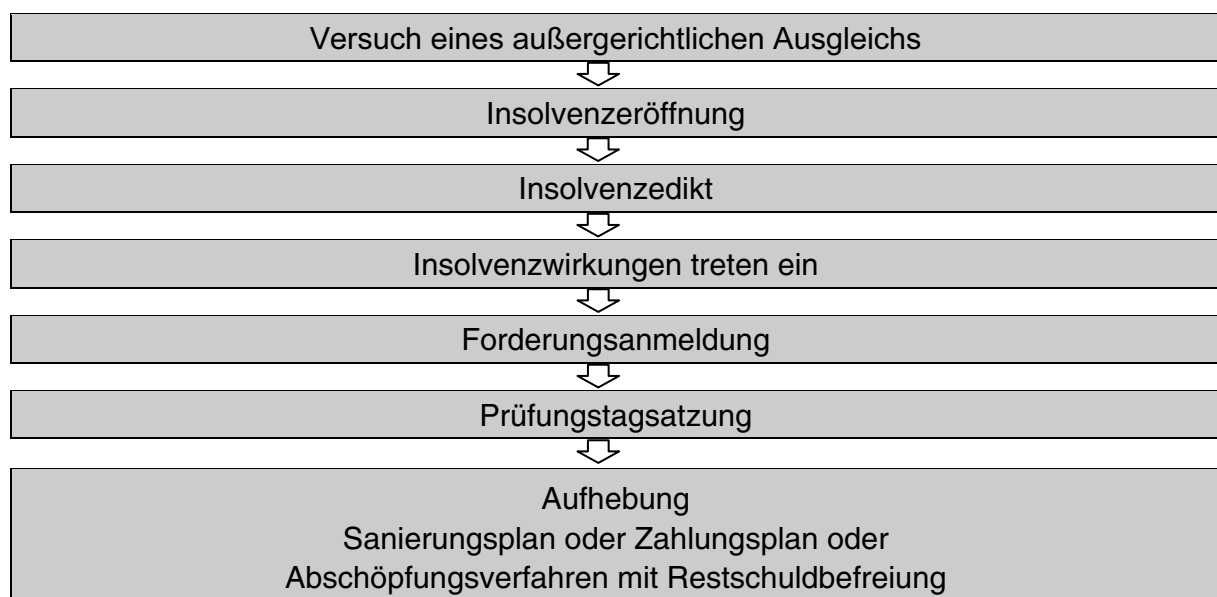 Versuch eines außergerichtlichen Ausgleichs
Insolvenzeröffnung
Insolvenzedikt
Insolvenzwirkungen treten ein
Forderungsanmeldung
Prüfungstagsatzung
Aufhebung
Sanierungsplan oder Zahlungsplan oder
Abschöpfungsverfahren mit Restschuldbefreiung